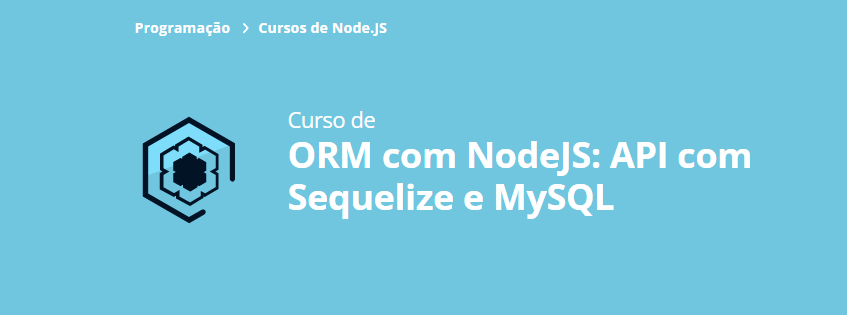 Programação > Cursos de Node.JS
Curso de
ORM com NodeJS: API com
Sequelize e MySQL